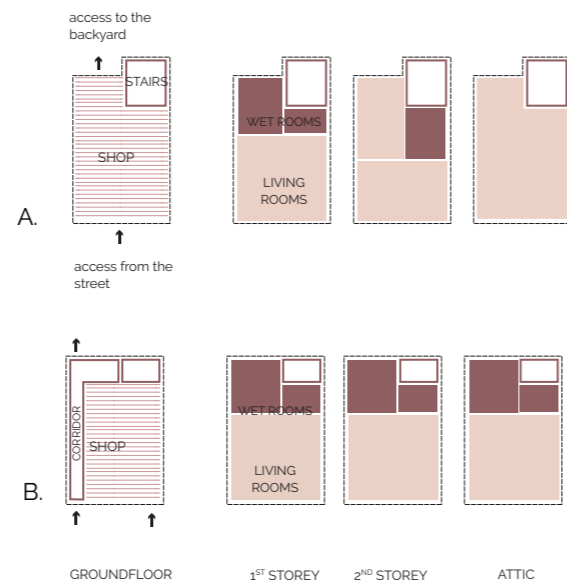 access to the
backyard
STAIRS
WET ROOMS
SHOP
LIVING
ROOMS
A.
access from the
street
CORRIDOR
WET ROOMS
SHOP
LIVING
ROOMS
B.
GROUNDFLOOR
1ST STOREY
2ND STOREY
ATTIC